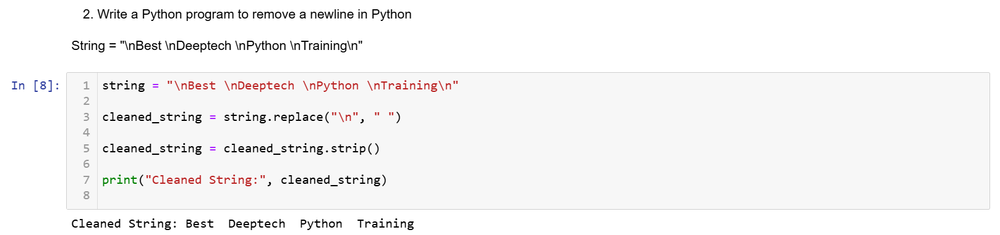 2. Write a Python program to remove a newline in Python
String = "\nBest \nDeeptech \nPython \nTraining\n"
In [8]:
1 string = "\nBest \nDeeptech \nPython \nTraining\n"
2
3 cleaned_string = string.replace("\n", " ")
4
5 cleaned_string = cleaned_string.strip()
6
7 print("Cleaned String:", cleaned_string)
8
Cleaned String: Best  Deeptech  Python  Training